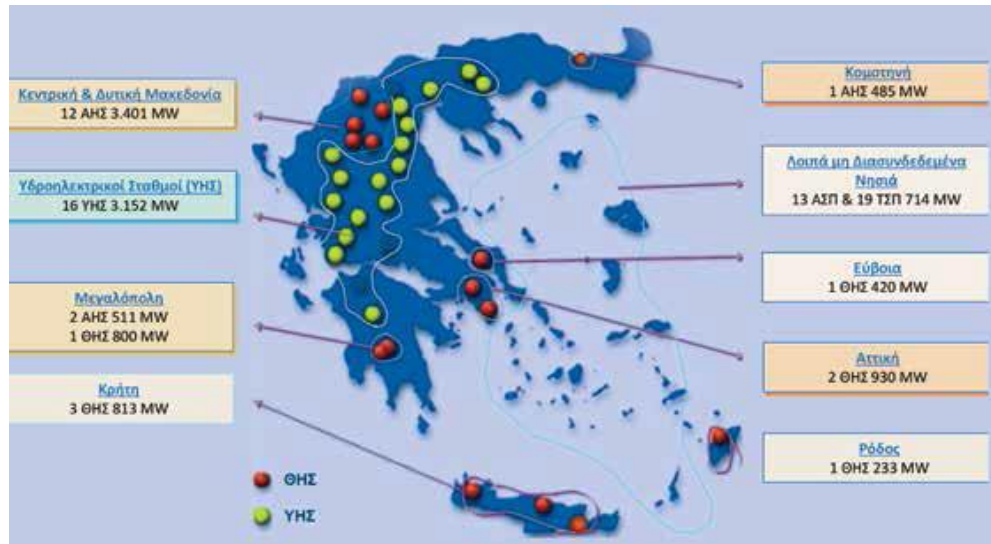 Κεντρική & Δυτική Μακεδονία
12 ΑΗΣ 3.401 MW
Υδροηλεκτρικοί Σταθμοί (ΥΗΣ)
16 ΥΗΣ 3.152 MW
Μεγαλόπολη
2 ΑΗΣ 511 MW
1 ΘΗΣ 800 MW
Κρήτη
3 ΘΗΣ 813 MW
ΘΗΣ
ΥΗΣ
Κομοτηνή
1 ΑΗΣ 485 MW
Λοιπά μη Διασυνδεδεμένα
Νησιά
13 ΑΣΠ & 19 ΤΣΠ 714 MW
Εύβοια
1 ΘΗΣ 420 MW
Αττική
2 ΘΗΣ 930 MW
Ρόδος
1 ΘΗΣ 233 MW